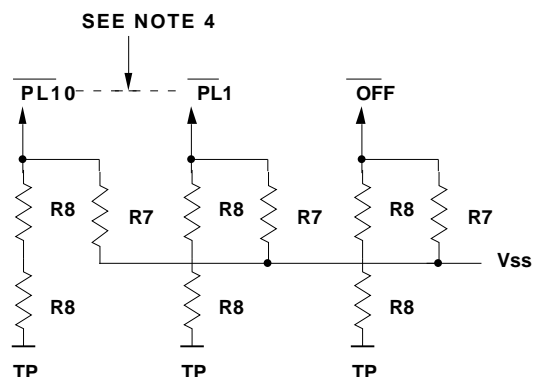 SEE NOTE 4
PL10 PL1 OFF
R8 R7 R8 R7 R8 R7
Vss
R8 R8 R8
TP TP TP